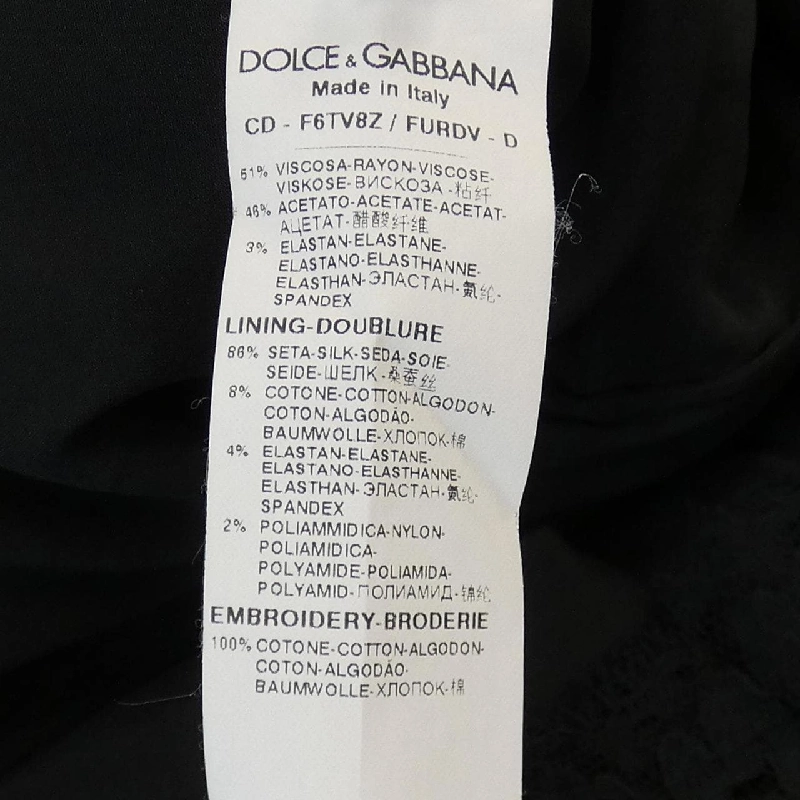 DOLCE & GABBANA
Made in Italy
CD - F6TV8Z / FURDV - D
51% VISCOSA-RAYON-VISCOSE-
VISKOSE-ВИСКОЗА-粘纤
46% ACETATO-ACETATE-ACETAT-
АЦЕТАТ-醋酸纤维
3% ELASTAN-ELASTANE-
ELASTANO-ELASTHANNE-
ELASTHAN-ЭЛАСТАН-氨纶-
SPANDEX
LINING-DOUBLURE
86% SETA-SILK-SEDA-SOIE-
SEIDE-ШЕЛК-桑蚕丝
8% COTONE-COTTON-ALGODON-
COTON-ALGODÃO-
BAUMWOLLE-ХЛОПОК-棉
4% ELASTAN-ELASTANE-
ELASTANO-ELASTHANNE-
ELASTHAN-ЭЛАСТАН-氨纶-
SPANDEX
2% POLIAMMIDICA-NYLON-
POLIAMIDICA-
POLYAMIDE-POLIAMIDA-
POLYAMID-ПОЛИАМИД-锦纶
EMBROIDERY-BRODERIE
100% COTONE-COTTON-ALGODON-
COTON-ALGODÃO-
BAUMWOLLE-ХЛОПОК-棉